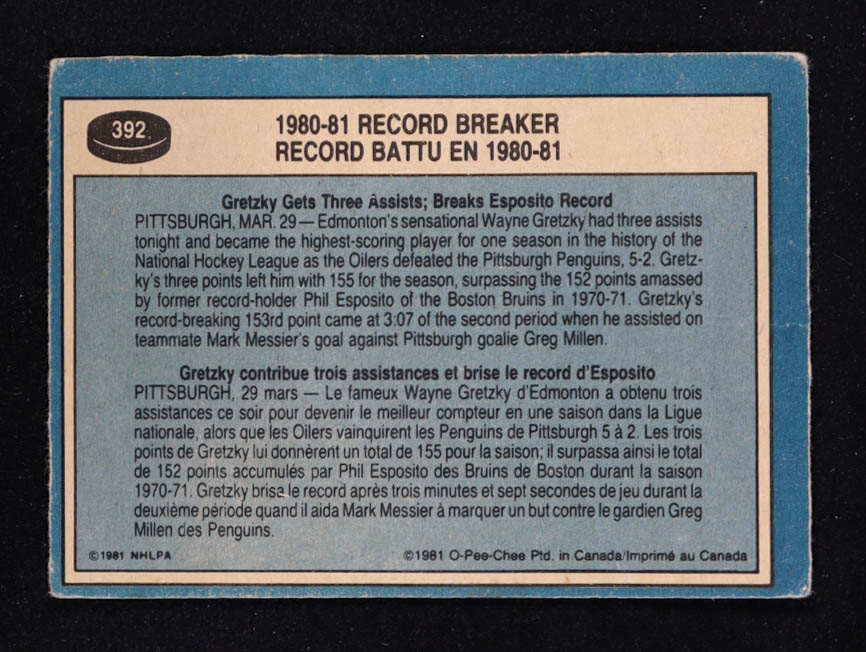 392
1980-81 RECORD BREAKER
RECORD BATTU EN 1980-81
Gretzky Gets Three Assists; Breaks Esposito Record
PITTSBURGH, MAR. 29 — Edmonton's sensational Wayne Gretzky had three assists
tonight and became the highest-scoring player for one season in the history of the
National Hockey League as the Oilers defeated the Pittsburgh Penguins, 5-2. Gretz-
ky's three points left him with 155 for the season, surpassing the 152 points amassed
by former record-holder Phil Esposito of the Boston Bruins in 1970-71. Gretzky's
record-breaking 153rd point came at 3:07 of the second period when he assisted on
teammate Mark Messier's goal against Pittsburgh goalie Greg Millen.
Gretzky contribue trois assistances et brise le record d'Esposito
PITTSBURGH, 29 mars — Le fameux Wayne Gretzky d'Edmonton a obtenu trois
assistances ce soir pour devenir le meilleur compteur en une saison dans la Ligue
nationale, alors que les Oilers vainquirent les Penguins de Pittsburgh 5 à 2. Les trois
points de Gretzky lui donnèrent un total de 155 pour la saison; il surpassa ainsi le total
de 152 points accumulés par Phil Esposito des Bruins de Boston durant la saison
1970-71. Gretzky brisa le record après trois minutes et sept secondes de jeu durant la
deuxième période quand il aida Mark Messier à marquer un but contre le gardien Greg
Millen des Penguins.
©1981 NHLPA
©1981 O-Pee-Chee Ptd. in Canada/Imprimé au Canada